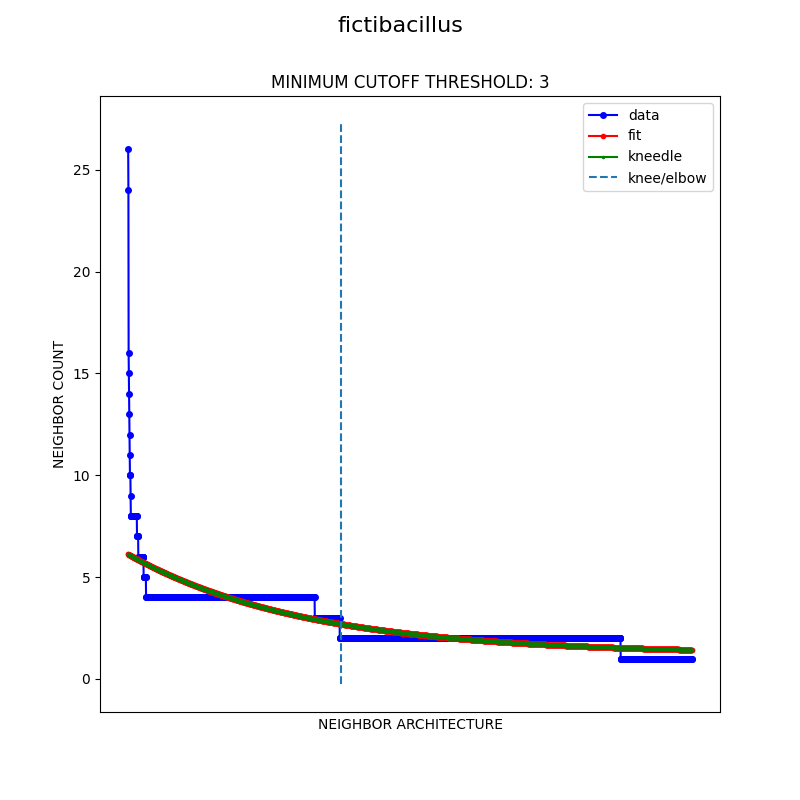 fictibacillus
MINIMUM CUTOFF THRESHOLD: 3
data
fit
kneedle
knee/elbow
25
20
15
10
5
0
NEIGHBOR COUNT
NEIGHBOR ARCHITECTURE